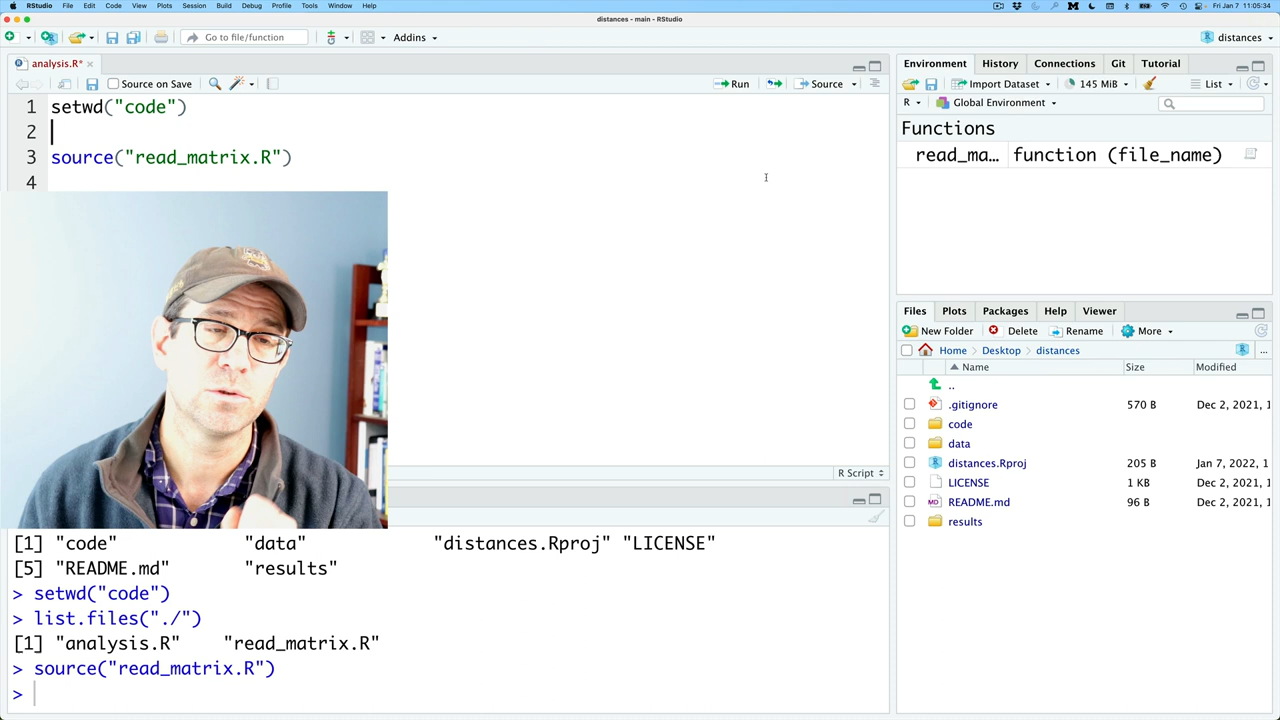 RStudio File Edit Code View Plots Session Build Debug Profile Tools Window Help Fri Jan 7 11:05:34
distances - main - RStudio
Go to file/function Addins distances
analysis.R*
Source on Save Run Source
1 setwd("code")
2
3 source("read_matrix.R")
4
R Script
[1] "code" "data" "distances.Rproj" "LICENSE"
[5] "README.md" "results"
> setwd("code")
> list.files("./")
[1] "analysis.R" "read_matrix.R"
> source("read_matrix.R")
>
Environment History Connections Git Tutorial
Import Dataset 145 MiB List
R Global Environment
Functions
read_ma... function (file_name)
Files Plots Packages Help Viewer
New Folder Delete Rename More
Home Desktop distances ...
Name Size Modified
..
.gitignore 570 B Dec 2, 2021, 1
code
data
distances.Rproj 205 B Jan 7, 2022, 1
LICENSE 1 KB Dec 2, 2021, 1
README.md 96 B Dec 2, 2021, 1
results